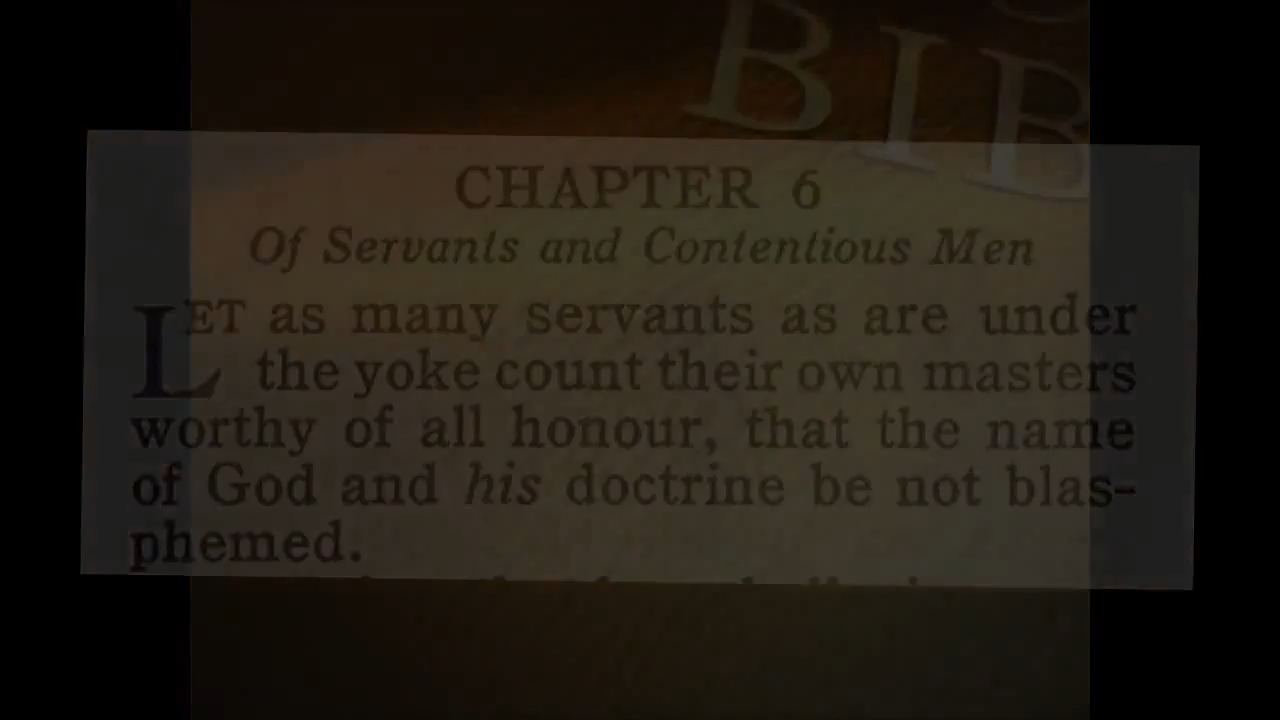 BIB
CHAPTER 6
Of Servants and Contentious Men
LET as many servants as are under
the yoke count their own masters
worthy of all honour, that the name
of God and his doctrine be not blas-
phemed.